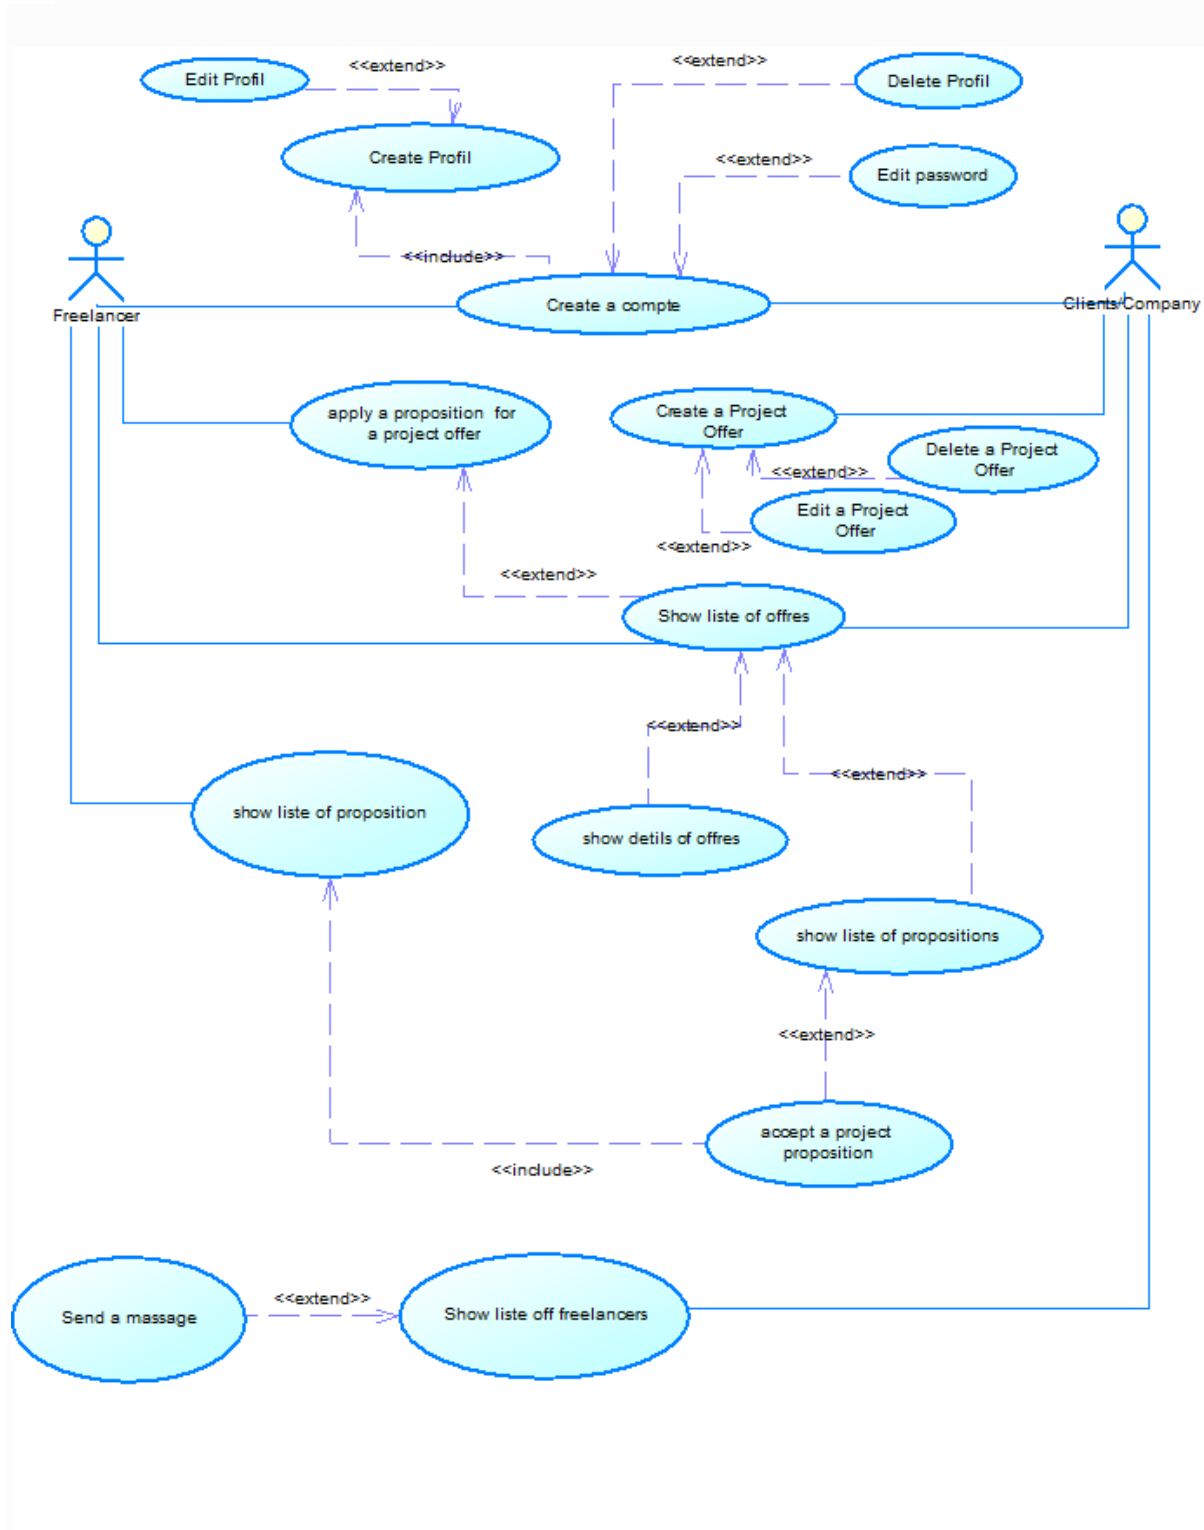 <<extend>>
<<extend>>
Edit Profil
Delete Profil
Create Profil
<<extend>>
Edit password
<<include>>
Create a compte
Freelancer
Clients/Company
apply a proposition for
a project offer
Create a Project
Offer
Delete a Project
Offer
<<extend>>
Edit a Project
Offer
<<extend>>
<<extend>>
Show liste of offres
<<extend>>
<<extend>>
show liste of proposition
show detils of offres
show liste of propositions
<<extend>>
accept a project
proposition
<<include>>
<<extend>>
Send a massage
Show liste off freelancers